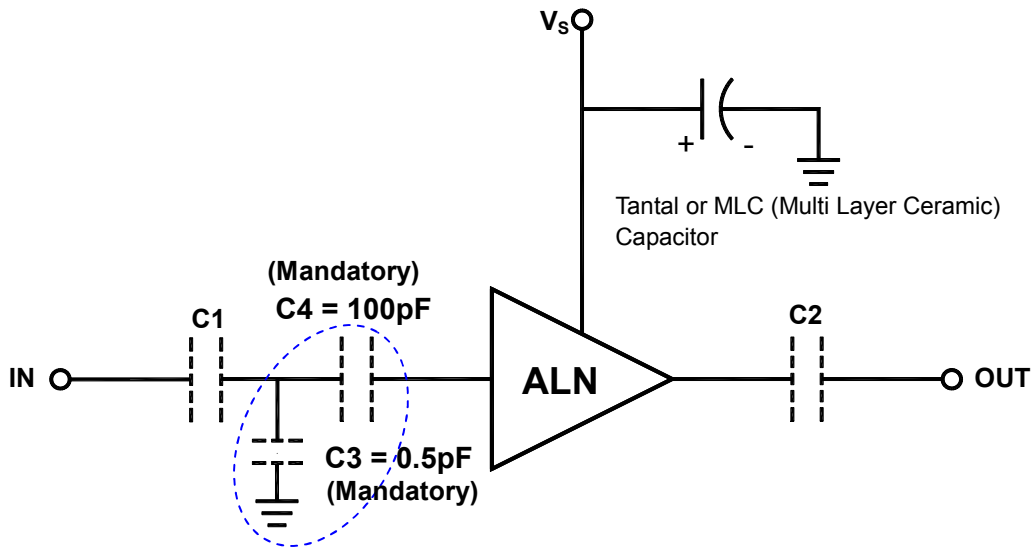 Vs
+ -
Tantal or MLC (Multi Layer Ceramic)
Capacitor
(Mandatory)
C4 = 100pF
C1
C2
IN
ALN
OUT
C3 = 0.5pF
(Mandatory)